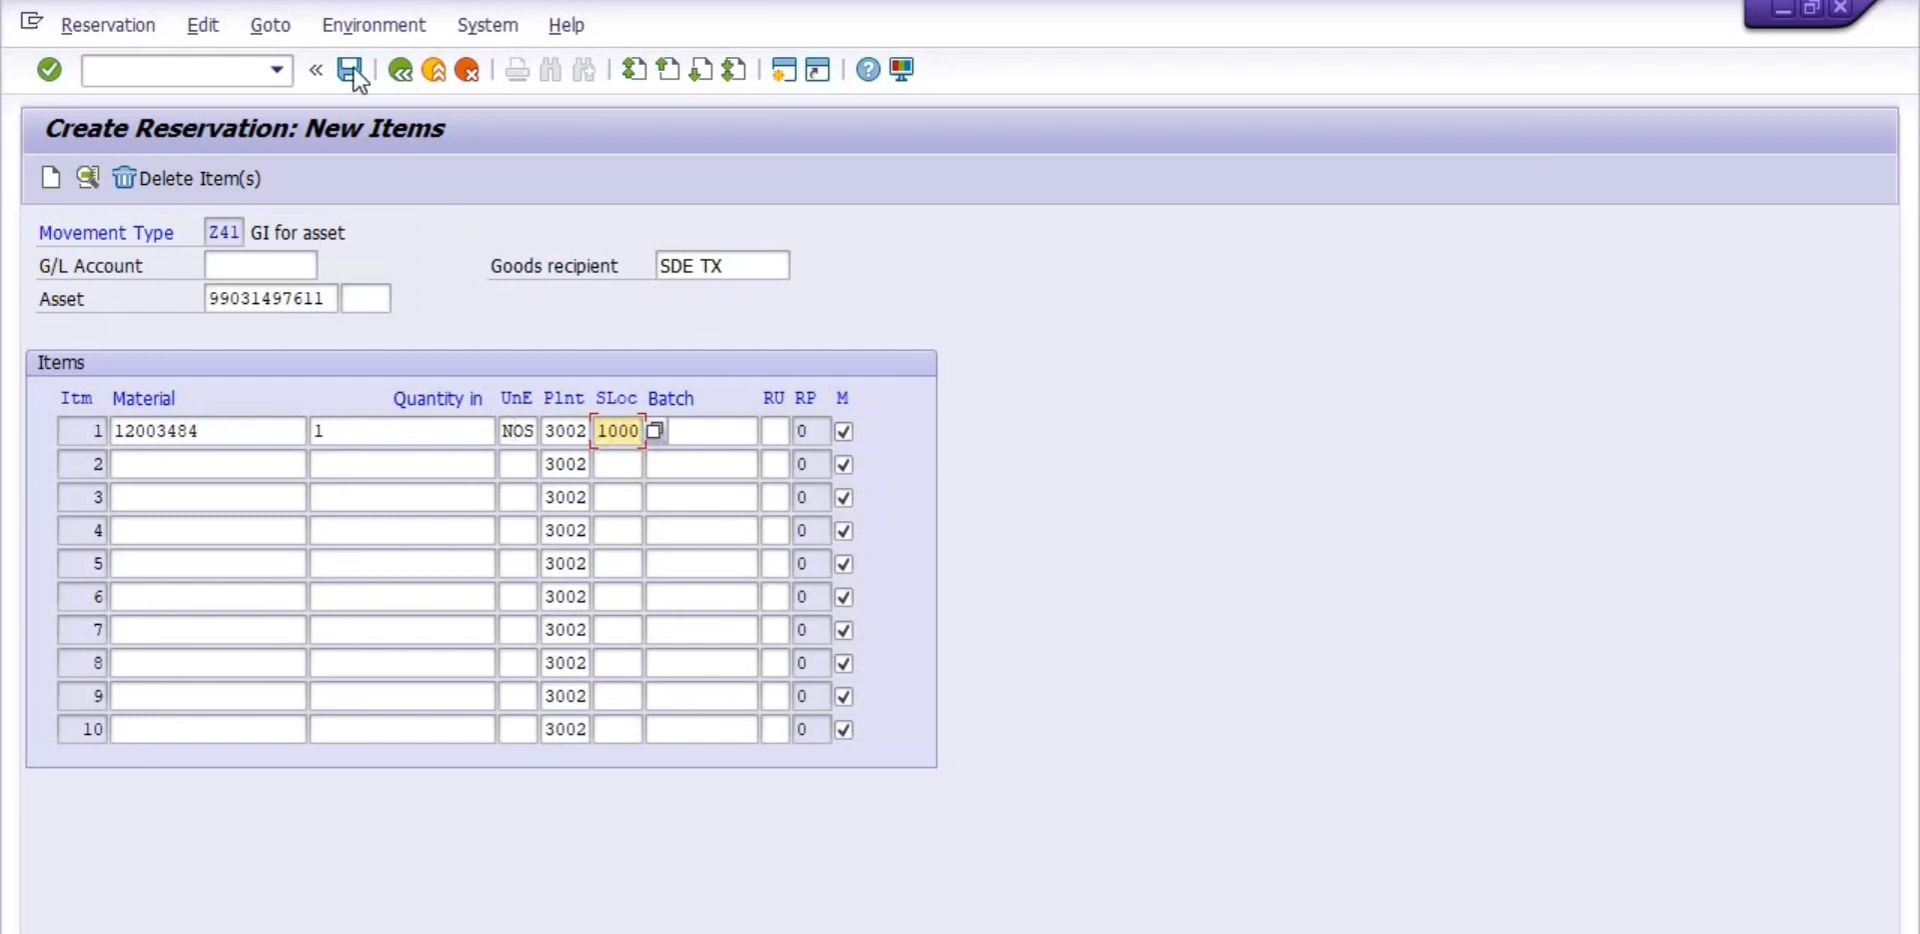 Reservation Edit Goto Environment System Help
Create Reservation: New Items
Delete Item(s)
Movement Type Z41 GI for asset
G/L Account Goods recipient SDE TX
Asset 99031497611
Items
Itm Material Quantity in UnE Plnt SLoc Batch RU RP M
1 12003484 1 NOS 3002 1000 0
2 3002 0
3 3002 0
4 3002 0
5 3002 0
6 3002 0
7 3002 0
8 3002 0
9 3002 0
10 3002 0